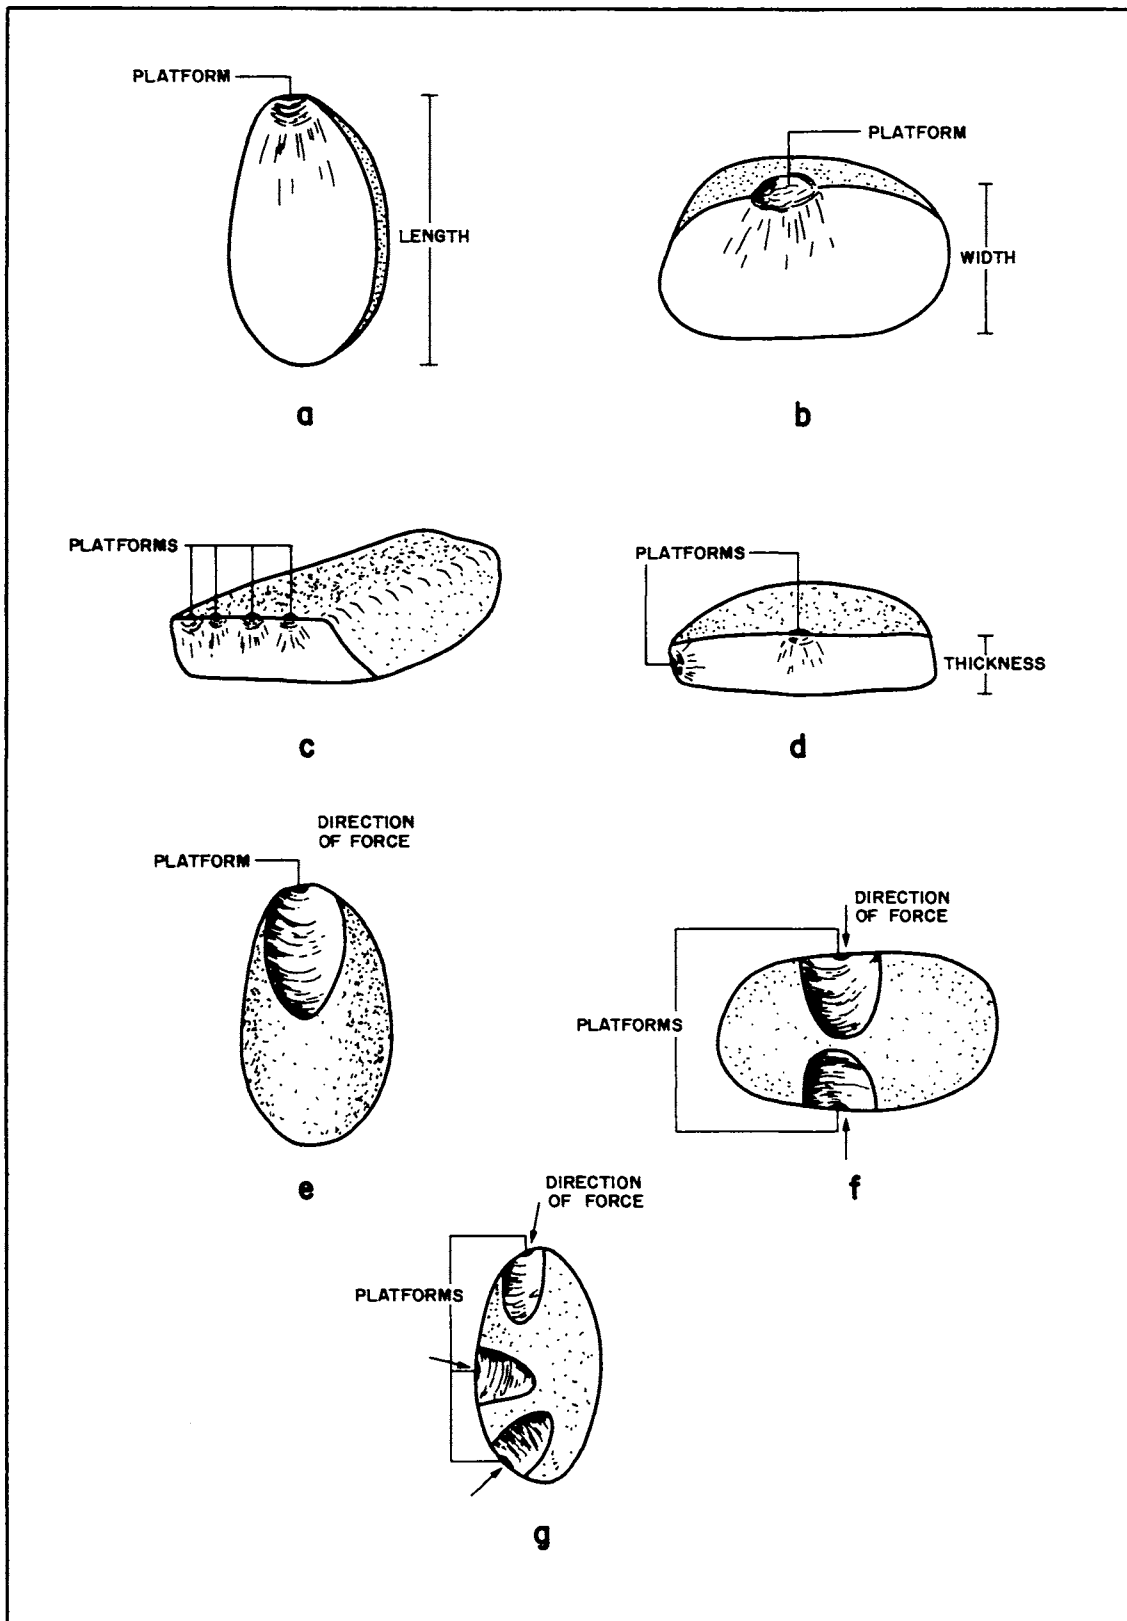 PLATFORM
LENGTH
a
PLATFORM
WIDTH
b
PLATFORMS
c
PLATFORMS
THICKNESS
d
DIRECTION
OF FORCE
PLATFORM
e
DIRECTION
OF FORCE
PLATFORMS
f
DIRECTION
OF FORCE
PLATFORMS
g